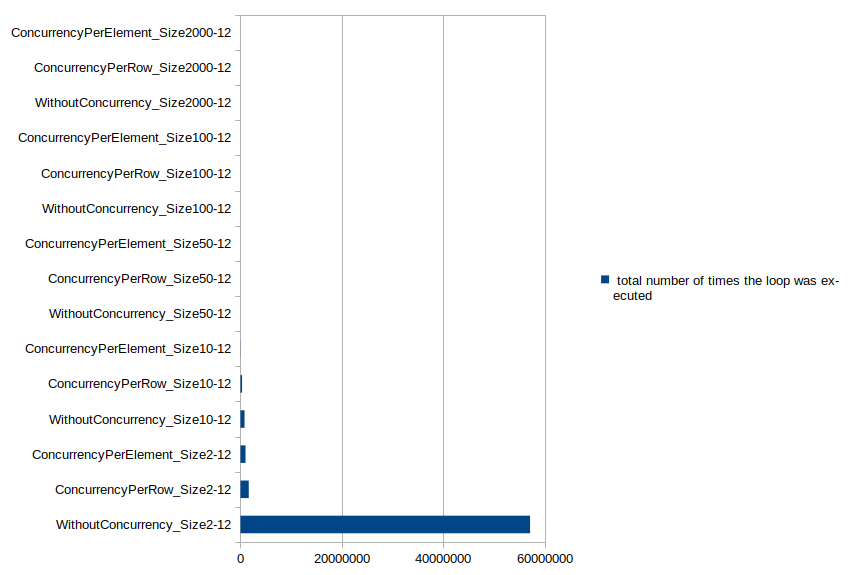 ConcurrencyPerElement_Size2000-12
ConcurrencyPerRow_Size2000-12
WithoutConcurrency_Size2000-12
ConcurrencyPerElement_Size100-12
ConcurrencyPerRow_Size100-12
WithoutConcurrency_Size100-12
ConcurrencyPerElement_Size50-12
ConcurrencyPerRow_Size50-12
WithoutConcurrency_Size50-12
ConcurrencyPerElement_Size10-12
ConcurrencyPerRow_Size10-12
WithoutConcurrency_Size10-12
ConcurrencyPerElement_Size2-12
ConcurrencyPerRow_Size2-12
WithoutConcurrency_Size2-12
0 20000000 40000000 60000000
total number of times the loop was ex-
ecuted